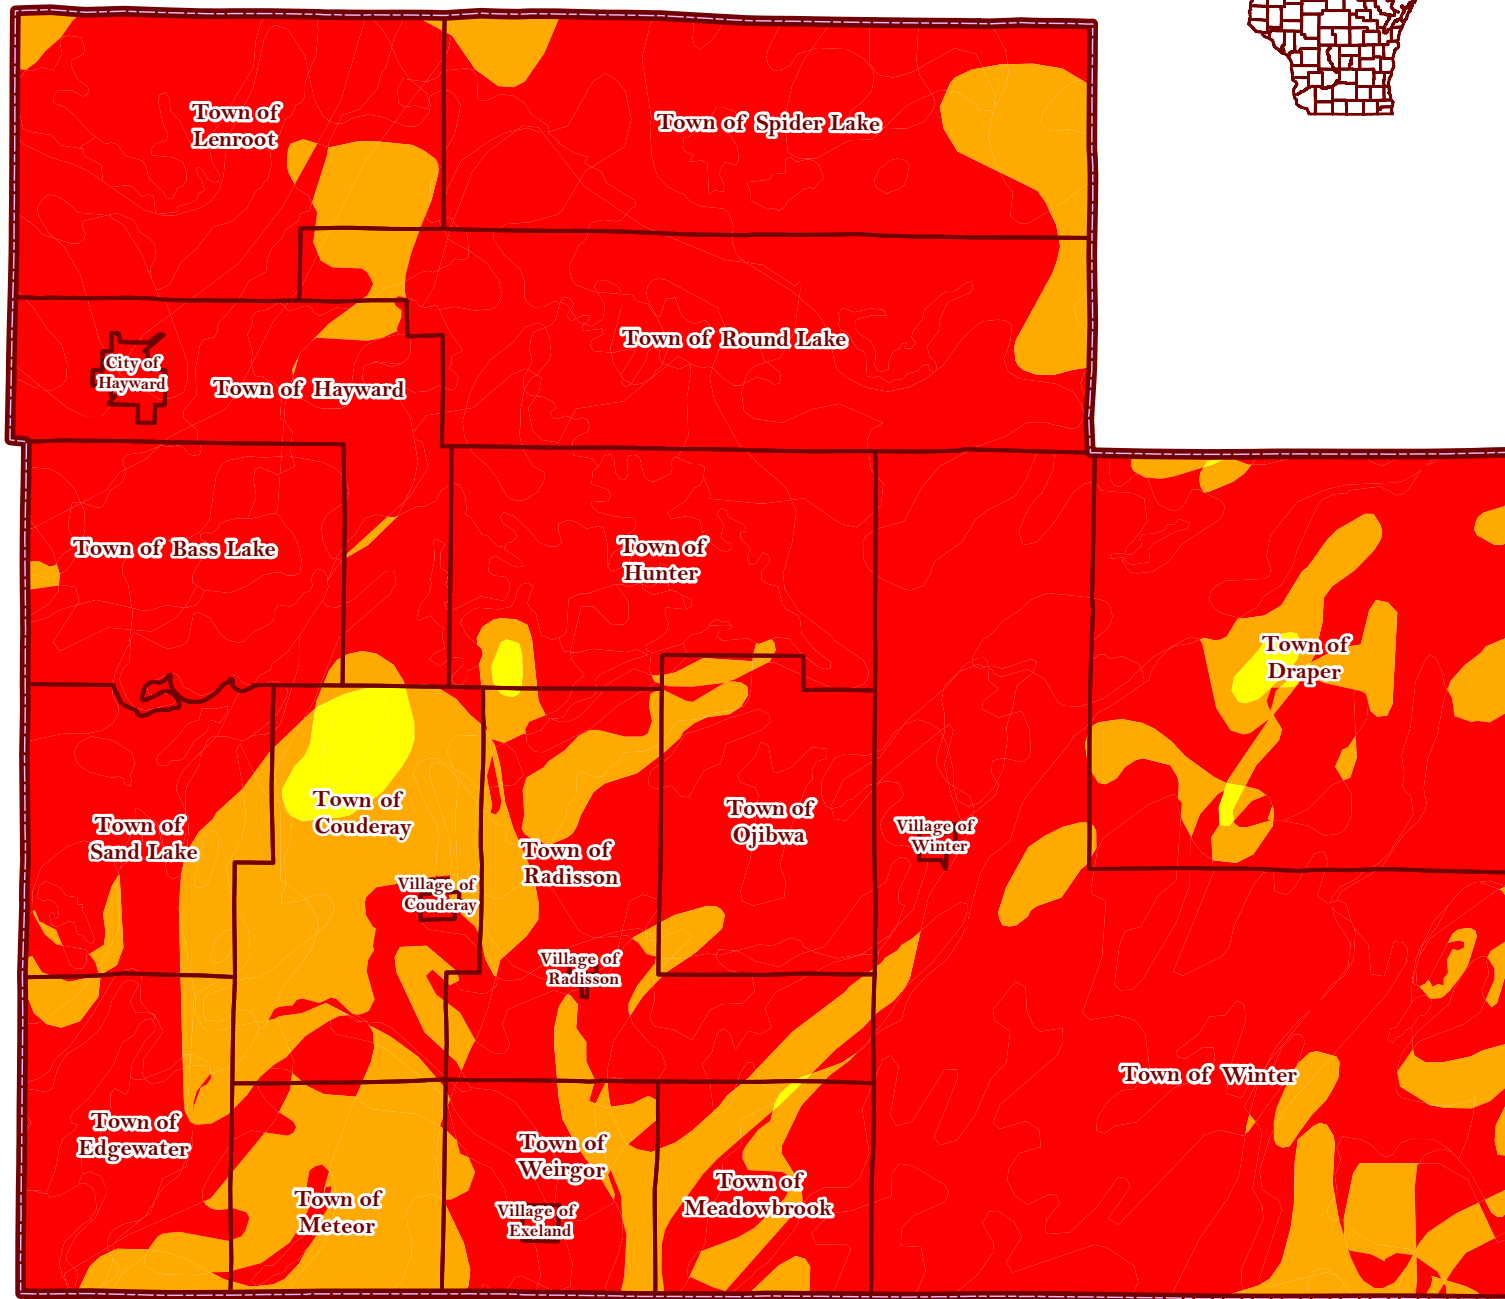 Town of
Lenroot
Town of Spider Lake
Town of Round Lake
City of
Hayward
Town of Hayward
Town of Bass Lake
Town of
Hunter
Town of
Draper
Town of
Sand Lake
Town of
Couderay
Town of
Ojibwa
Village of
Winter
Town of
Radisson
Village of
Couderay
Village of
Radisson
Town of Winter
Town of
Edgewater
Town of
Weirgor
Town of
Meteor
Town of
Meadowbrook
Village of
Exeland